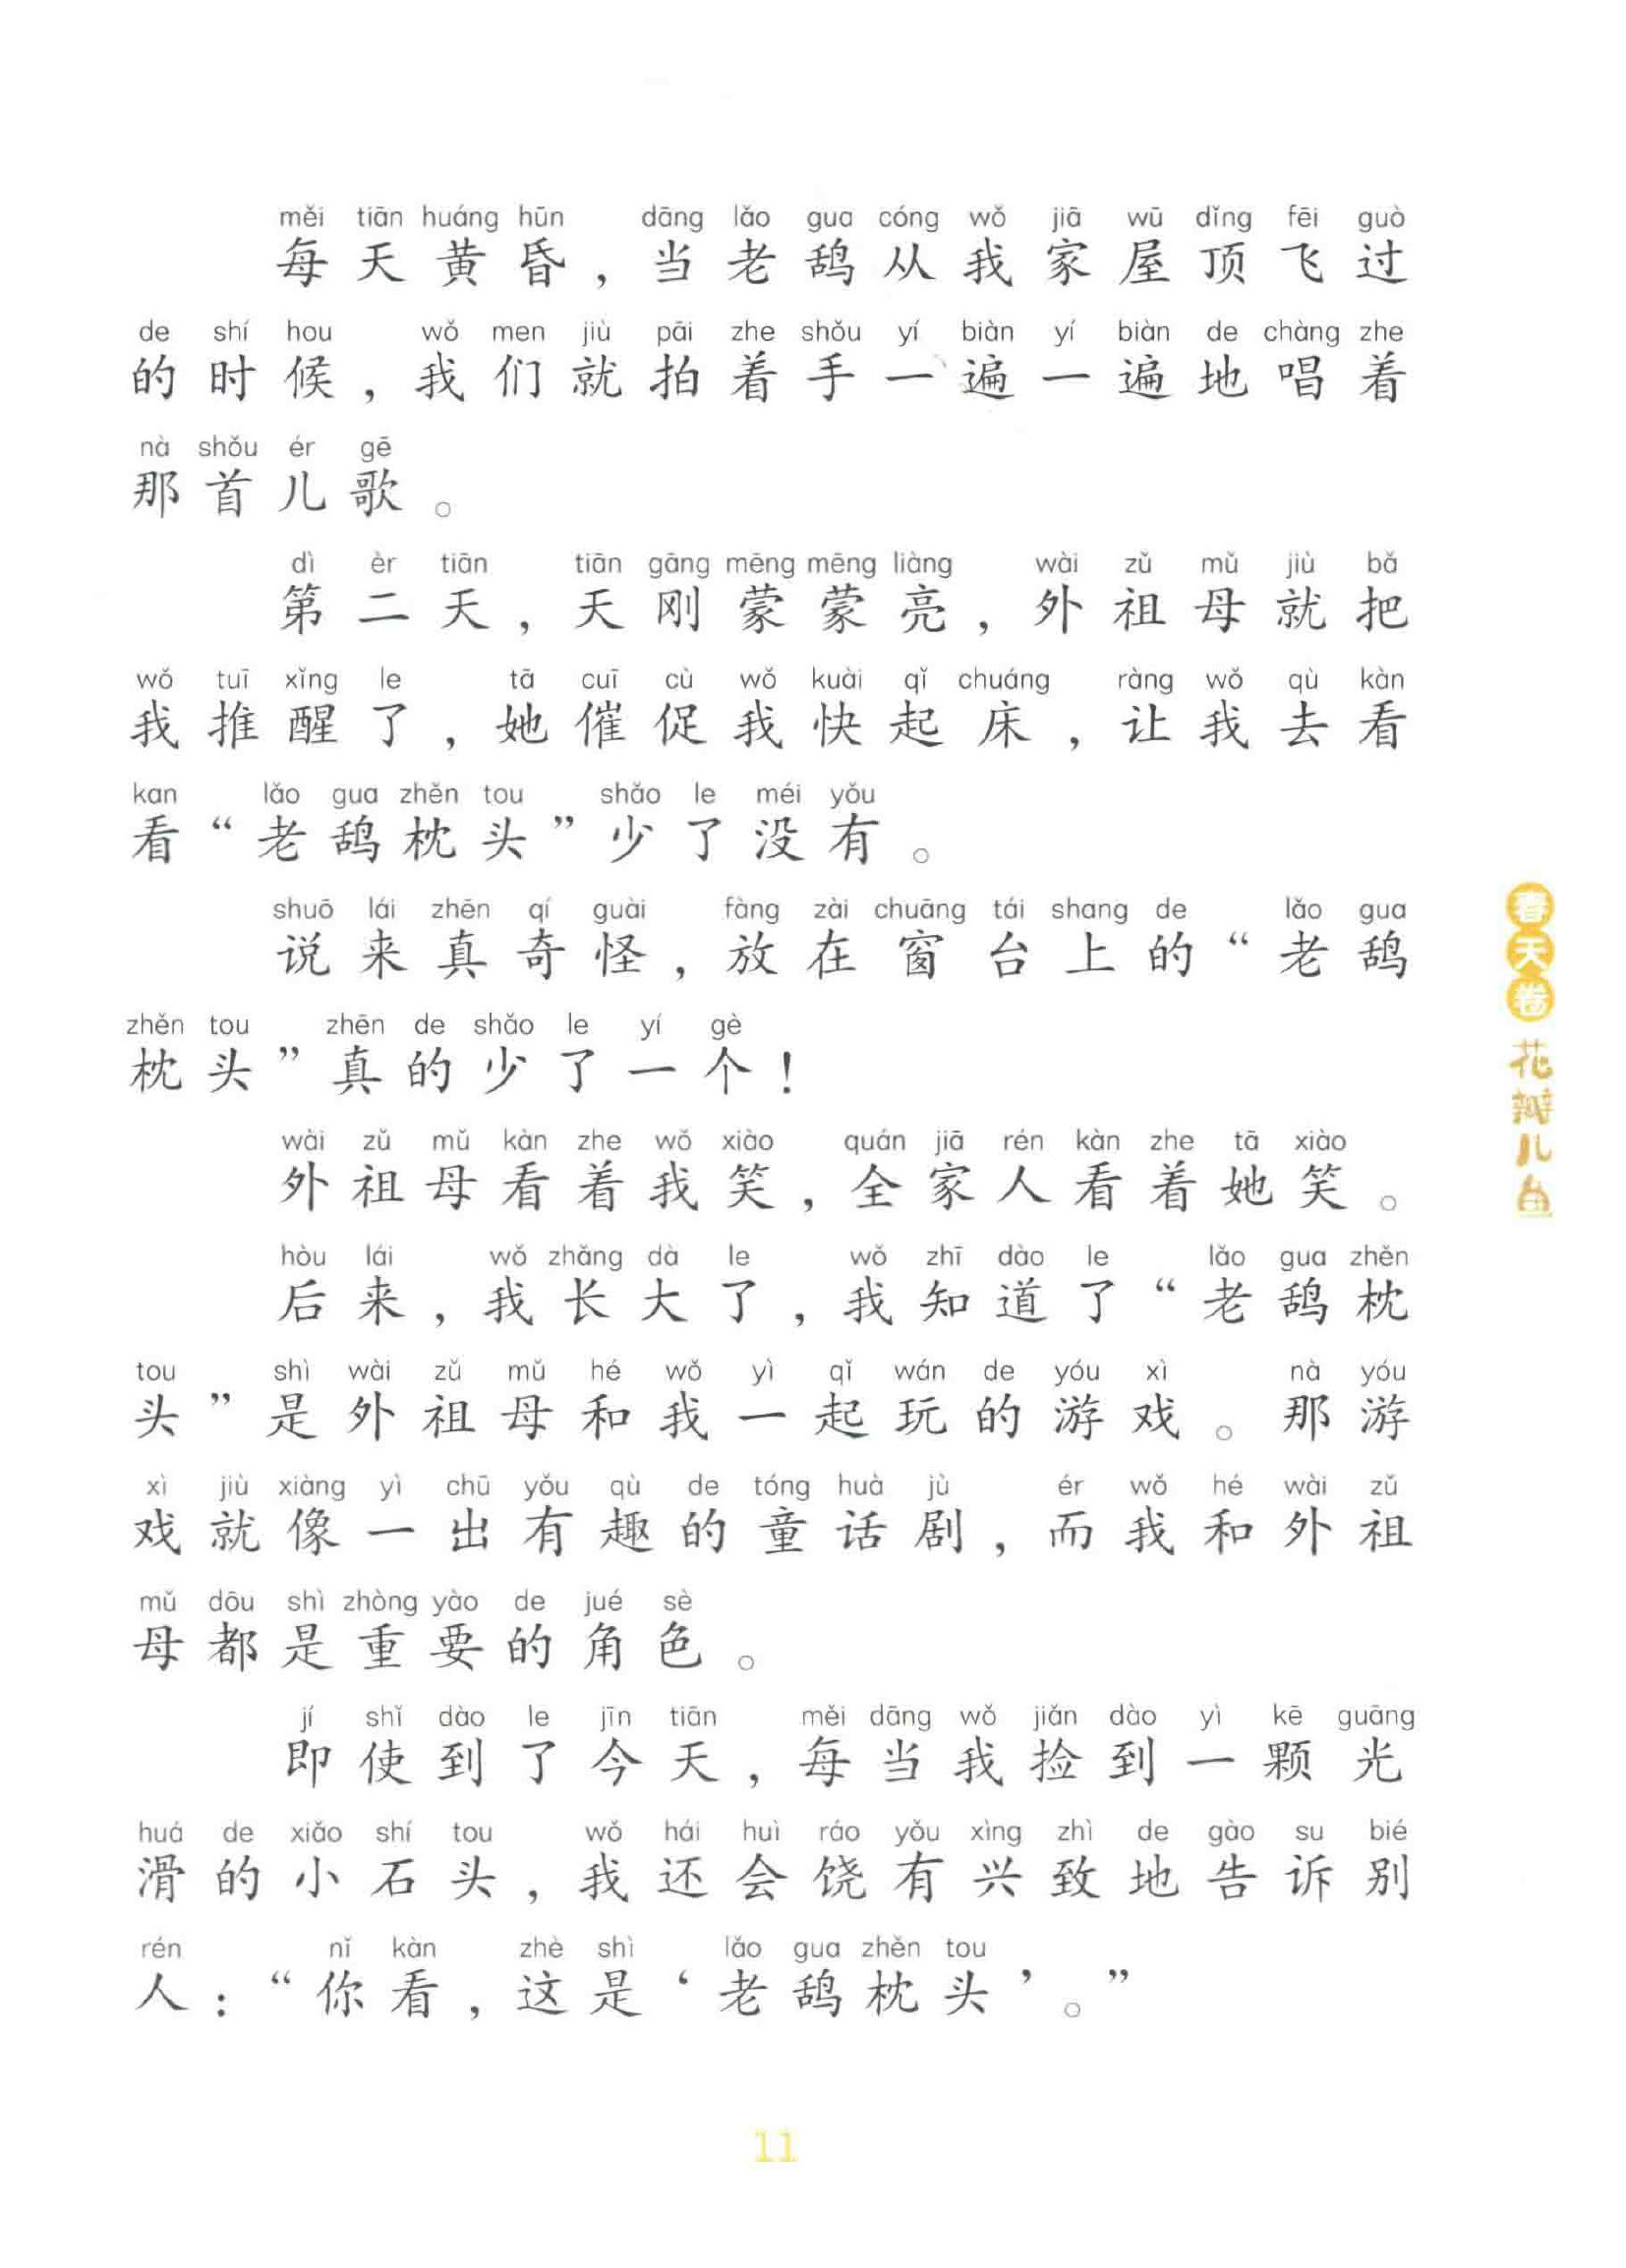 měi tiān huáng hūn dāng lǎo gua cóng wǒ jiā wū dǐng fēi guò
每天黄昏，当老鸹从我家屋顶飞过
de shí hou wǒ men jiù pāi zhe shǒu yí biàn yí biàn de chàng zhe
的时候，我们就拍着手一遍一遍地唱着
nà shǒu ér gē
那首儿歌。
dì èr tiān tiān gāng mēng mēng liàng wài zǔ mǔ jiù bǎ
第二天，天刚蒙蒙亮，外祖母就把
wǒ tuī xǐng le tā cuī cù wǒ kuài qǐ chuáng ràng wǒ qù kàn
我推醒了，她催促我快起床，让我去看
kan lǎo gua zhěn tou shǎo le méi yǒu
看“老鸹枕头”少了没有。
shuō lái zhēn qí guài fàng zài chuāng tái shang de lǎo gua
说来真奇怪，放在窗台上的“老鸹
zhěn tou zhēn de shǎo le yí gè
枕头”真的少了一个！
wài zǔ mǔ kàn zhe wǒ xiào quán jiā rén kàn zhe tā xiào
外祖母看着我笑，全家人看着她笑。
hòu lái wǒ zhǎng dà le wǒ zhī dào le lǎo gua zhěn
后来，我长大了，我知道了“老鸹枕
tou shì wài zǔ mǔ hé wǒ yì qǐ wán de yóu xì nà yóu
头”是外祖母和我一起玩的游戏。那游
xì jiù xiàng yì chū yǒu qù de tóng huà jù ér wǒ hé wài zǔ
戏就像一出有趣的童话剧，而我和外祖
mǔ dōu shì zhòng yào de jué sè
母都是重要的角色。
jí shǐ dào le jīn tiān měi dāng wǒ jiǎn dào yì kē guāng
即使到了今天，每当我捡到一颗光
huá de xiǎo shí tou wǒ hái huì ráo yǒu xìng zhì de gào su bié
滑的小石头，我还会饶有兴致地告诉别
rén nǐ kàn zhè shì lǎo gua zhěn tou
人：“你看，这是‘老鸹枕头’。”
春天卷
花瓣儿鱼
11